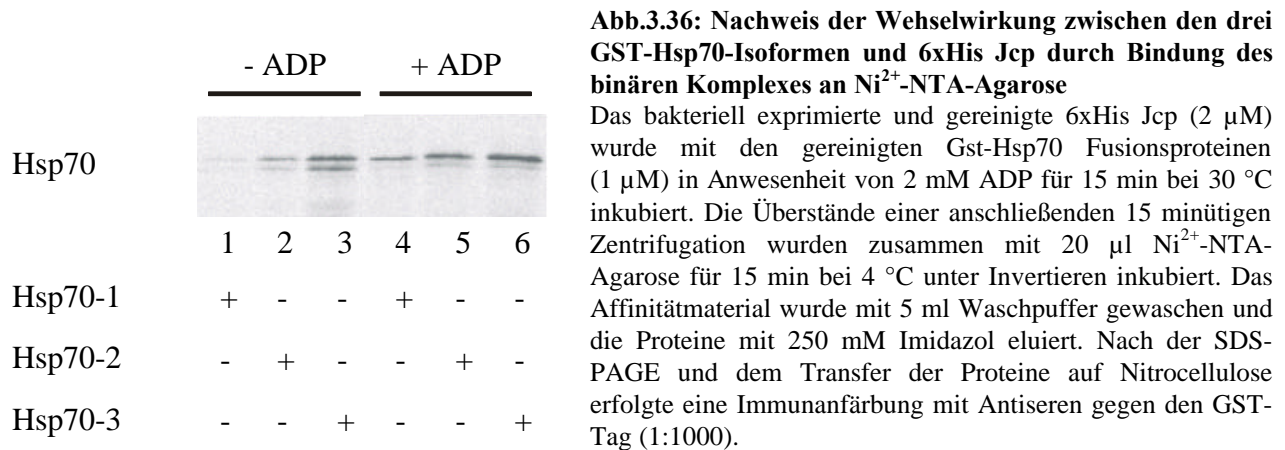 - ADP + ADP
Hsp70
1 2 3 4 5 6
Hsp70-1 + - - + - -
Hsp70-2 - + - - + -
Hsp70-3 - - + - - +
Abb.3.36: Nachweis der Wehselwirkung zwischen den drei
GST-Hsp70-Isoformen und 6xHis Jcp durch Bindung des
binären Komplexes an Ni²⁺-NTA-Agarose
Das bakteriell exprimierte und gereinigte 6xHis Jcp (2 µM)
wurde mit den gereinigten Gst-Hsp70 Fusionsproteinen
(1 µM) in Anwesenheit von 2 mM ADP für 15 min bei 30 °C
inkubiert. Die Überstände einer anschließenden 15 minütigen
Zentrifugation wurden zusammen mit 20 µl Ni²⁺-NTA-
Agarose für 15 min bei 4 °C unter Invertieren inkubiert. Das
Affinitätmaterial wurde mit 5 ml Waschpuffer gewaschen und
die Proteine mit 250 mM Imidazol eluiert. Nach der SDS-
PAGE und dem Transfer der Proteine auf Nitrocellulose
erfolgte eine Immunanfärbung mit Antiseren gegen den GST-
Tag (1:1000).